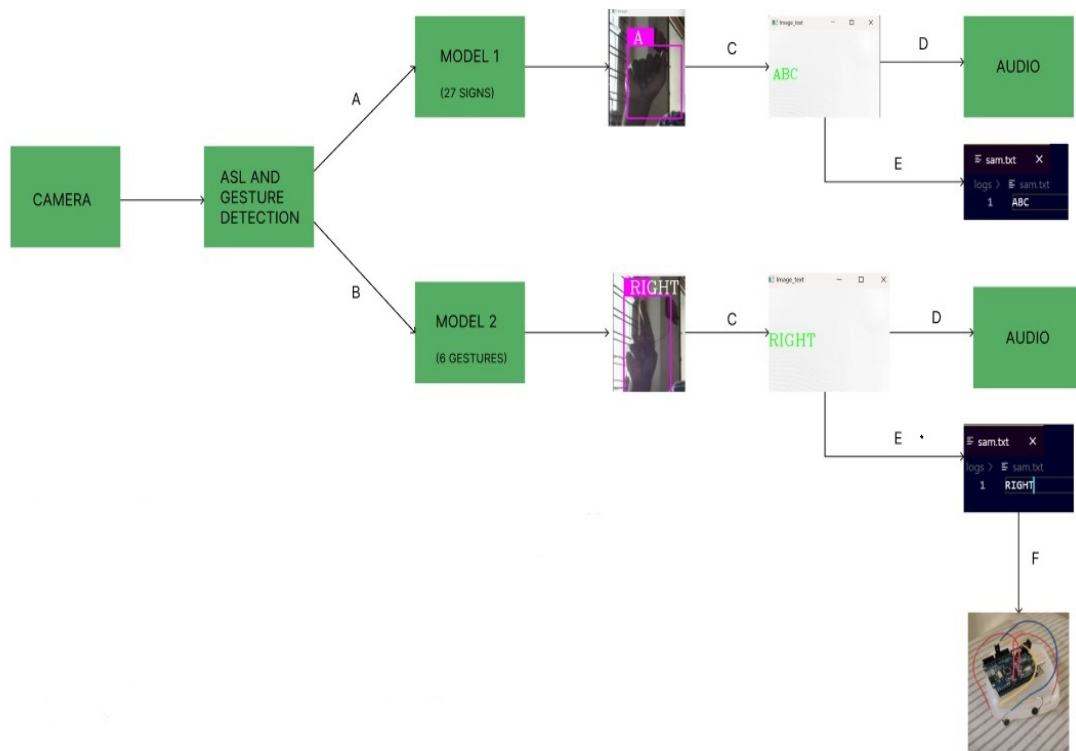 CAMERA
ASL AND
GESTURE
DETECTION
A
MODEL 1
(27 SIGNS)
A
C
Image_text
ABC
D
AUDIO
E
sam.txt X
logs > sam.txt
1 ABC
B
MODEL 2
(6 GESTURES)
RIGHT
C
Image_text
RIGHT
D
AUDIO
E
sam.txt X
logs > sam.txt
1 RIGHT
F